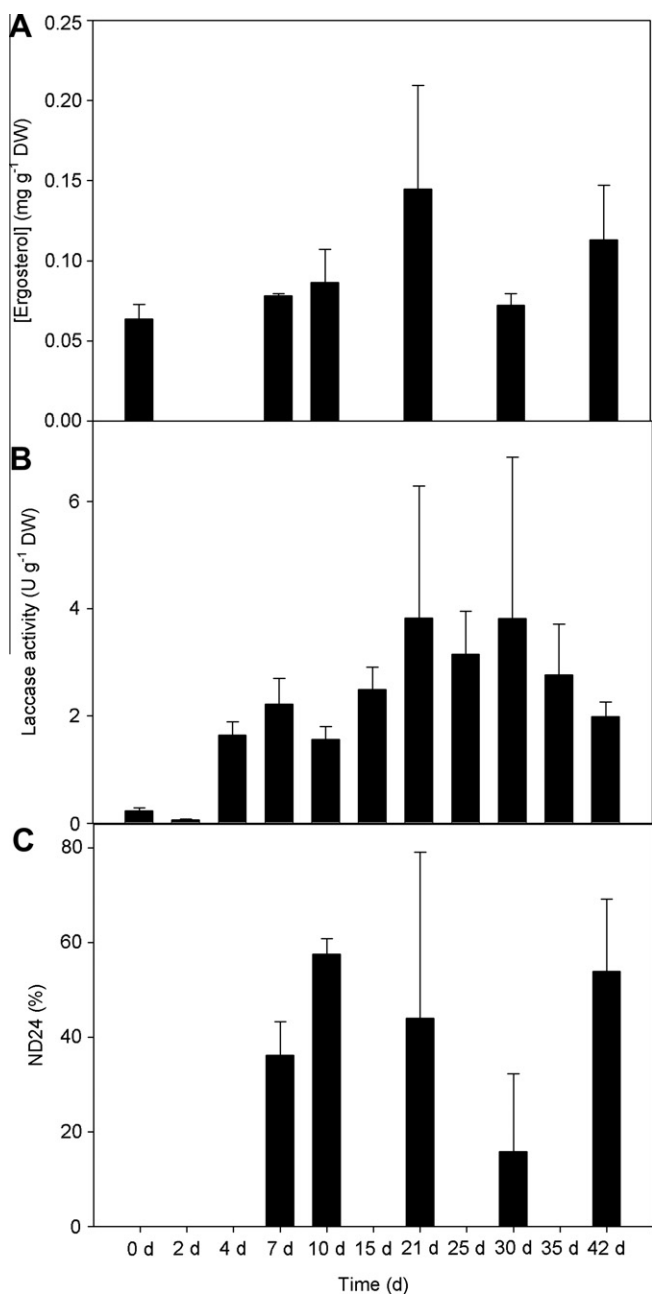 A
[Ergosterol] (mg g⁻¹ DW)
0.25
0.20
0.15
0.10
0.05
0.00
B
Laccase activity (U g⁻¹ DW)
6
4
2
0
C
ND24 (%)
80
60
40
20
0
0 d 2 d 4 d 7 d 10 d 15 d 21 d 25 d 30 d 35 d 42 d
Time (d)